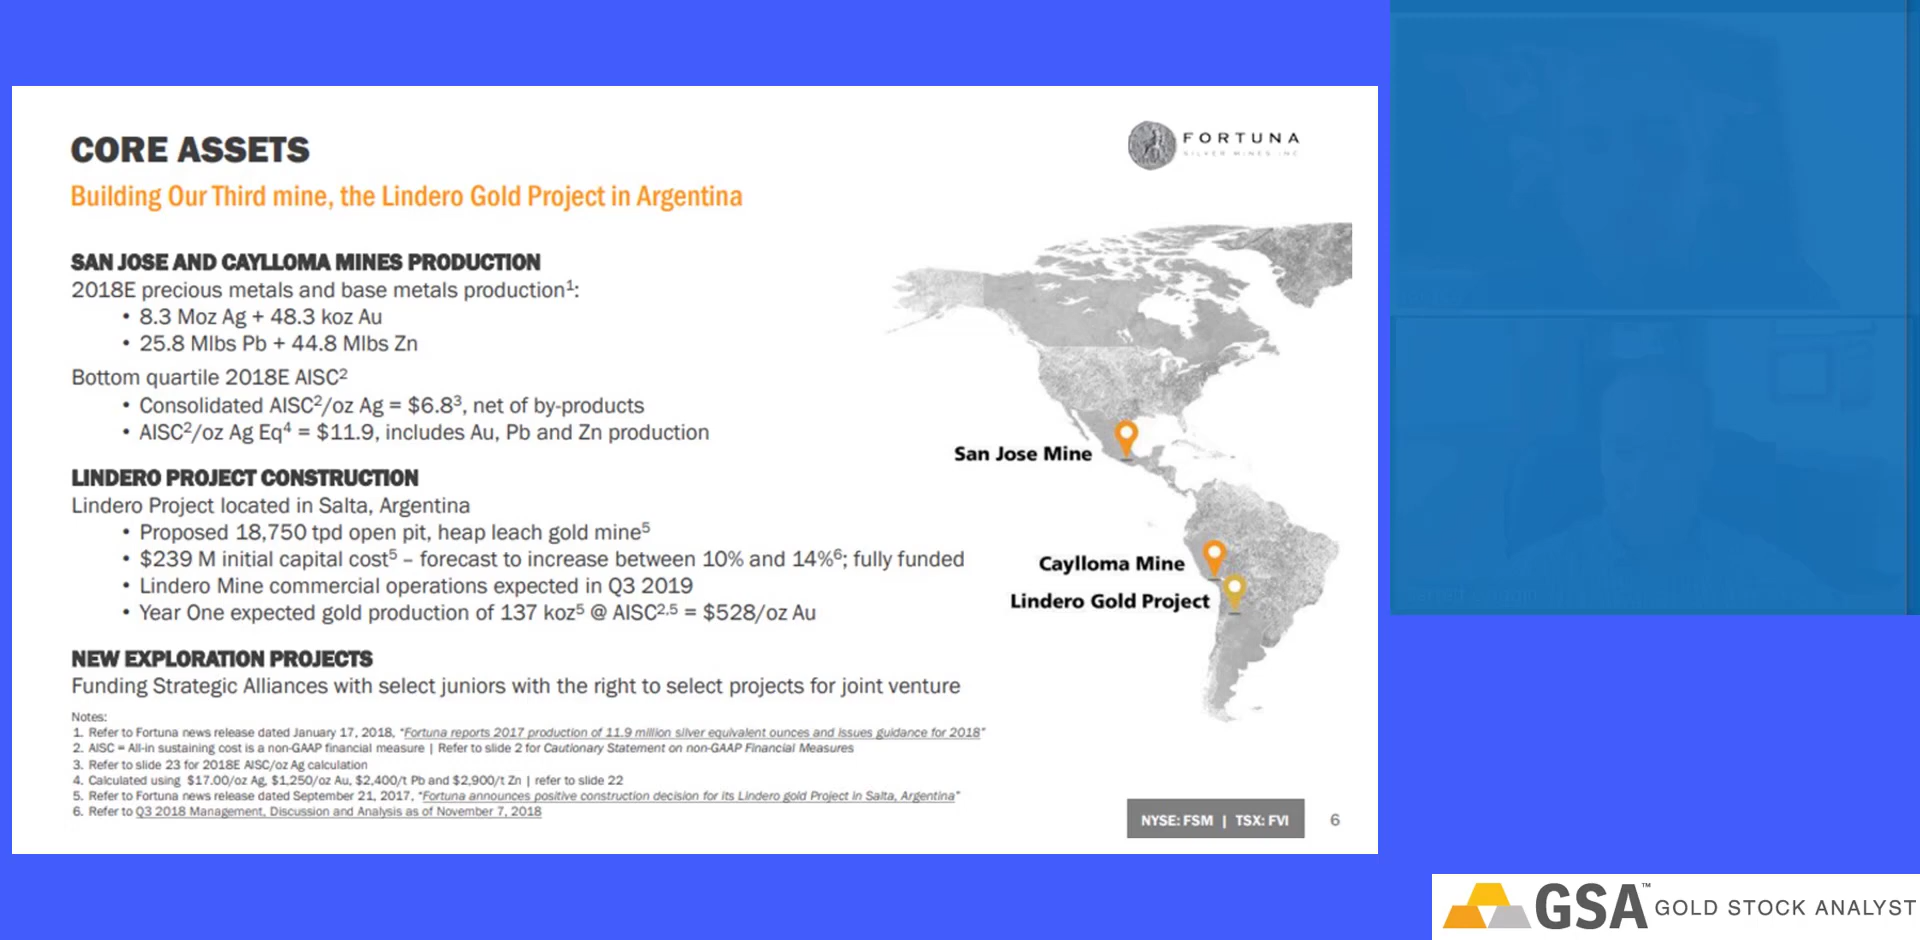 CORE ASSETS
FORTUNA
SILVER MINES INC
Building Our Third mine, the Lindero Gold Project in Argentina
SAN JOSE AND CAYLLOMA MINES PRODUCTION
2018E precious metals and base metals production¹:
• 8.3 Moz Ag + 48.3 koz Au
• 25.8 Mlbs Pb + 44.8 Mlbs Zn
Bottom quartile 2018E AISC²
• Consolidated AISC²/oz Ag = $6.8³, net of by-products
• AISC²/oz Ag Eq⁴ = $11.9, includes Au, Pb and Zn production
LINDERO PROJECT CONSTRUCTION
Lindero Project located in Salta, Argentina
• Proposed 18,750 tpd open pit, heap leach gold mine⁵
• $239 M initial capital cost⁵ – forecast to increase between 10% and 14%⁶; fully funded
• Lindero Mine commercial operations expected in Q3 2019
• Year One expected gold production of 137 koz⁵ @ AISC²·⁵ = $528/oz Au
NEW EXPLORATION PROJECTS
Funding Strategic Alliances with select juniors with the right to select projects for joint venture
San Jose Mine
Caylloma Mine
Lindero Gold Project
Notes:
1. Refer to Fortuna news release dated January 17, 2018, "Fortuna reports 2017 production of 11.9 million silver equivalent ounces and issues guidance for 2018"
2. AISC = All-in sustaining cost is a non-GAAP financial measure | Refer to slide 2 for Cautionary Statement on non-GAAP Financial Measures
3. Refer to slide 23 for 2018E AISC/oz Ag calculation
4. Calculated using $17.00/oz Ag, $1,250/oz Au, $2,400/t Pb and $2,900/t Zn | refer to slide 22
5. Refer to Fortuna news release dated September 21, 2017, "Fortuna announces positive construction decision for its Lindero gold Project in Salta, Argentina"
6. Refer to Q3 2018 Management, Discussion and Analysis as of November 7, 2018
NYSE: FSM | TSX: FVI
6
GSA™ GOLD STOCK ANALYST